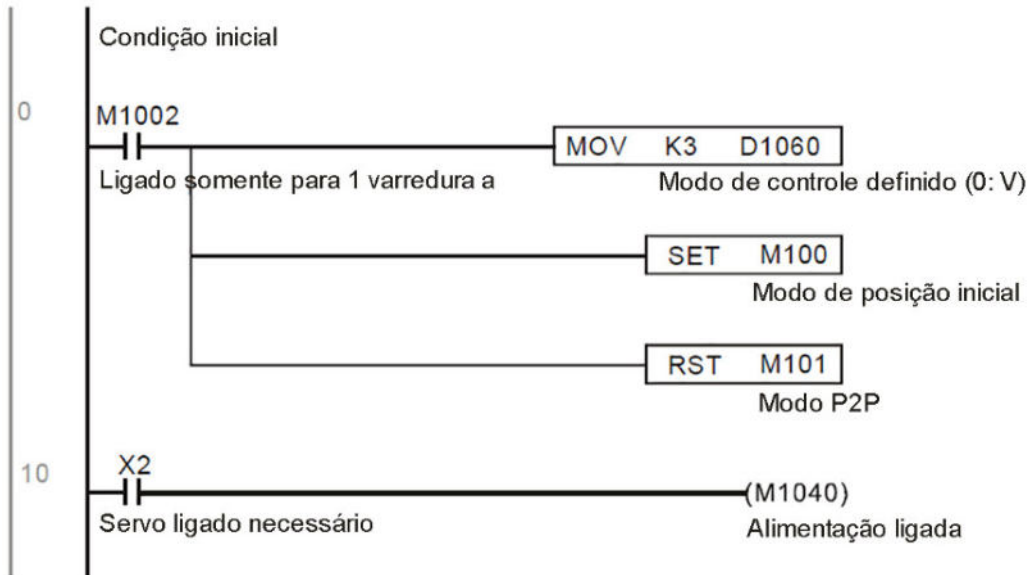 Condição inicial
0
M1002
MOV K3 D1060
Ligado somente para 1 varredura a
Modo de controle definido (0: V)
SET M100
Modo de posição inicial
RST M101
Modo P2P
10
X2
(M1040)
Servo ligado necessário
Alimentação ligada